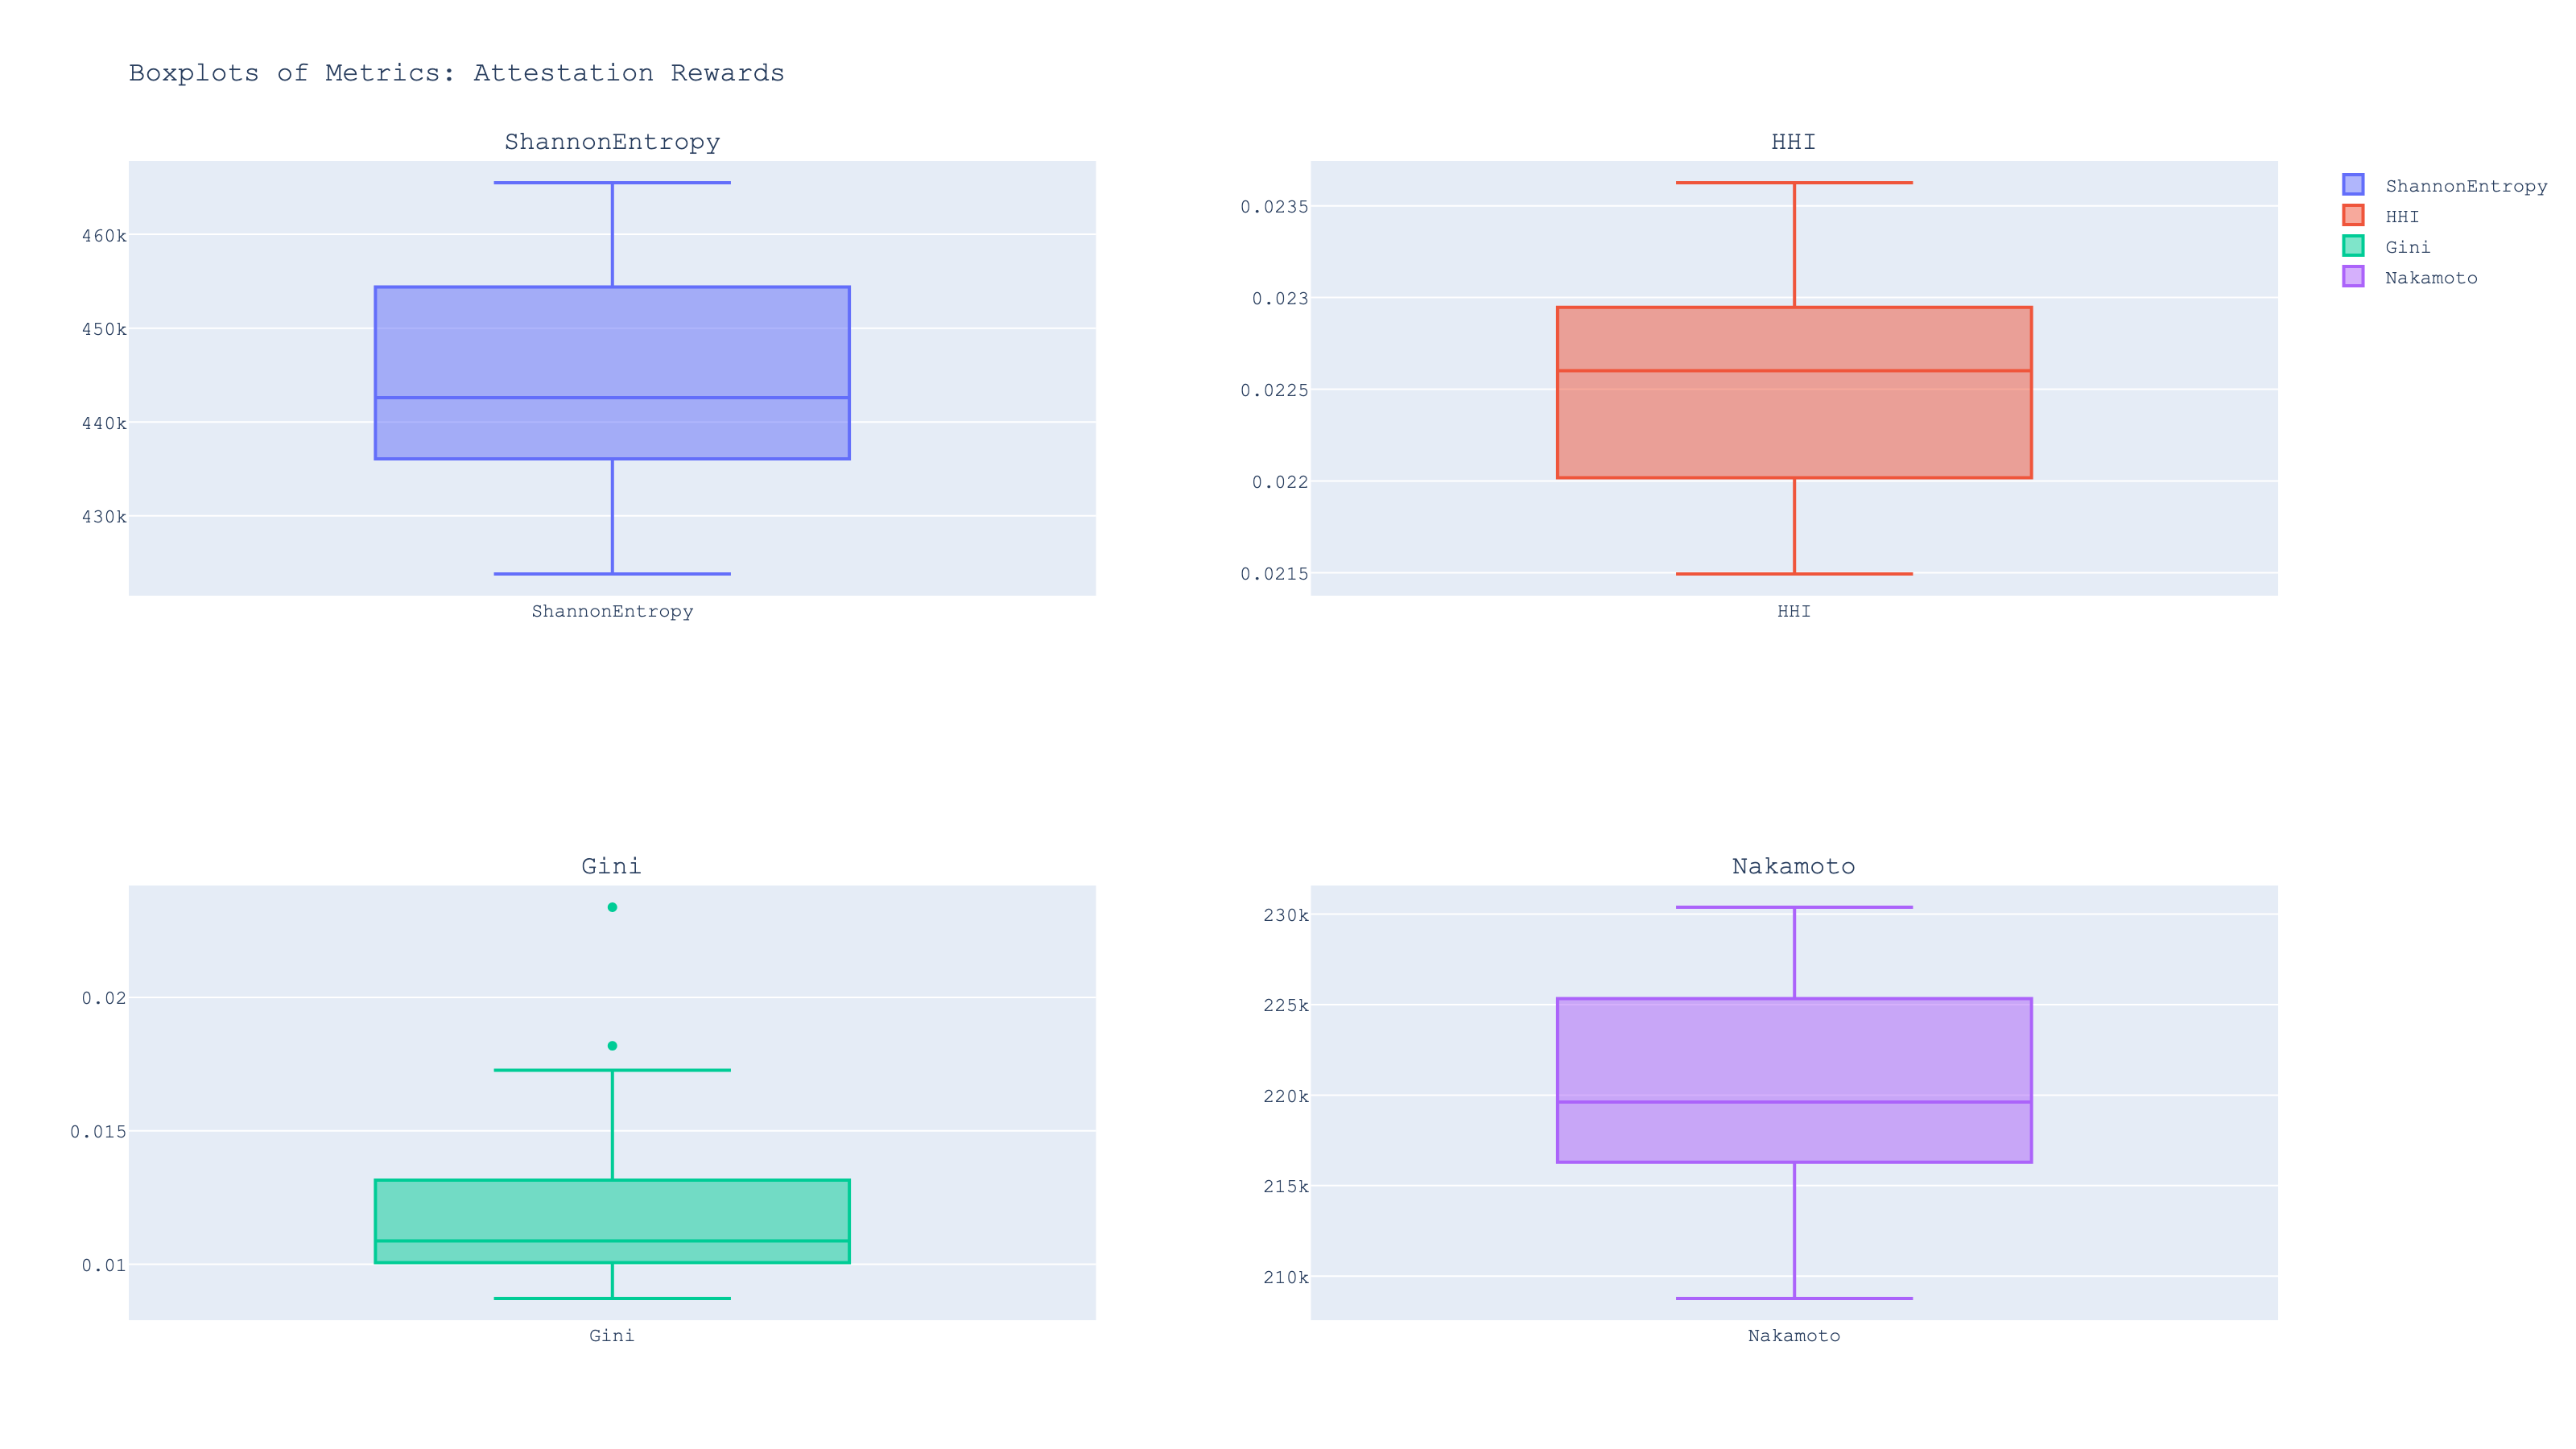 Boxplots of Metrics: Attestation Rewards
ShannonEntropy
460k
450k
440k
430k
ShannonEntropy
HHI
0.0235
0.023
0.0225
0.022
0.0215
HHI
ShannonEntropy
HHI
Gini
Nakamoto
Gini
0.02
0.015
0.01
Gini
Nakamoto
230k
225k
220k
215k
210k
Nakamoto